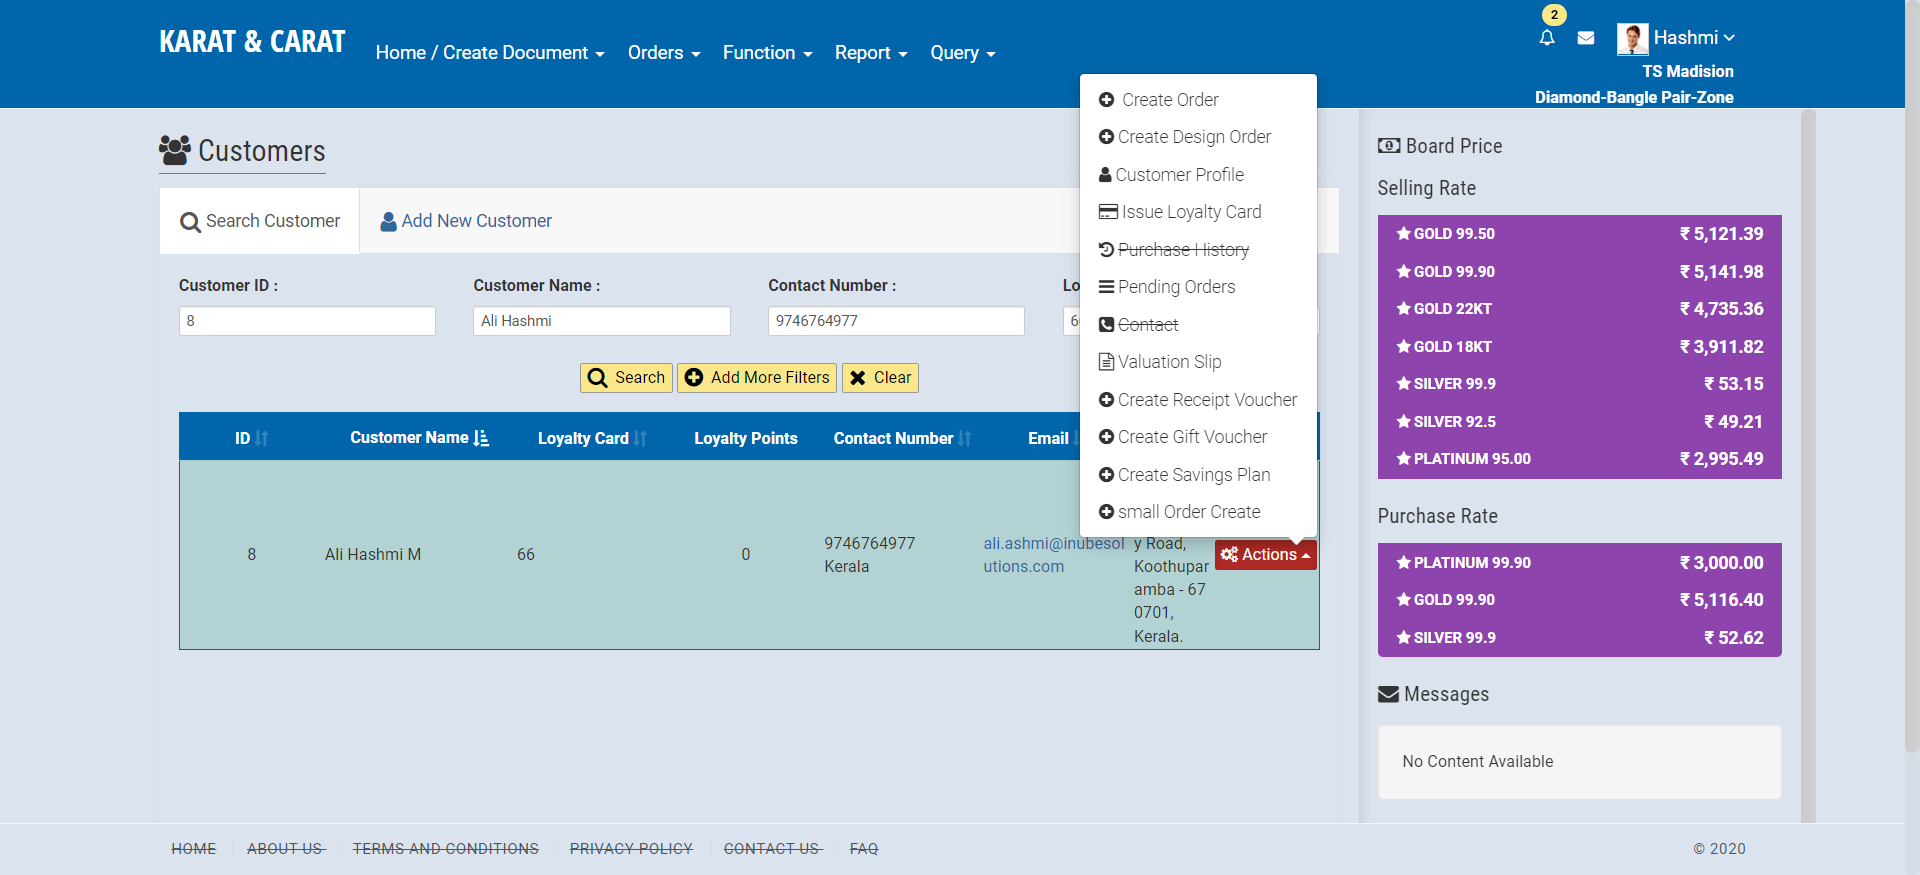 KARAT & CARAT
Home / Create Document
Orders
Function
Report
Query
2
Hashmi
TS Madision
Diamond-Bangle Pair-Zone
Customers
Search Customer
Add New Customer
Customer ID :
Customer Name :
Contact Number :
Lo
8
Ali Hashmi
9746764977
6
Search
Add More Filters
Clear
ID
Customer Name
Loyalty Card
Loyalty Points
Contact Number
Email
8
Ali Hashmi M
66
0
9746764977
Kerala
ali.ashmi@inubesol
utions.com
y Road,
Koothupar
amba - 67
0701,
Kerala.
Actions
Create Order
Create Design Order
Customer Profile
Issue Loyalty Card
Purchase History
Pending Orders
Contact
Valuation Slip
Create Receipt Voucher
Create Gift Voucher
Create Savings Plan
small Order Create
Board Price
Selling Rate
GOLD 99.50 ₹ 5,121.39
GOLD 99.90 ₹ 5,141.98
GOLD 22KT ₹ 4,735.36
GOLD 18KT ₹ 3,911.82
SILVER 99.9 ₹ 53.15
SILVER 92.5 ₹ 49.21
PLATINUM 95.00 ₹ 2,995.49
Purchase Rate
PLATINUM 99.90 ₹ 3,000.00
GOLD 99.90 ₹ 5,116.40
SILVER 99.9 ₹ 52.62
Messages
No Content Available
HOME
ABOUT US
TERMS AND CONDITIONS
PRIVACY POLICY
CONTACT US
FAQ
© 2020